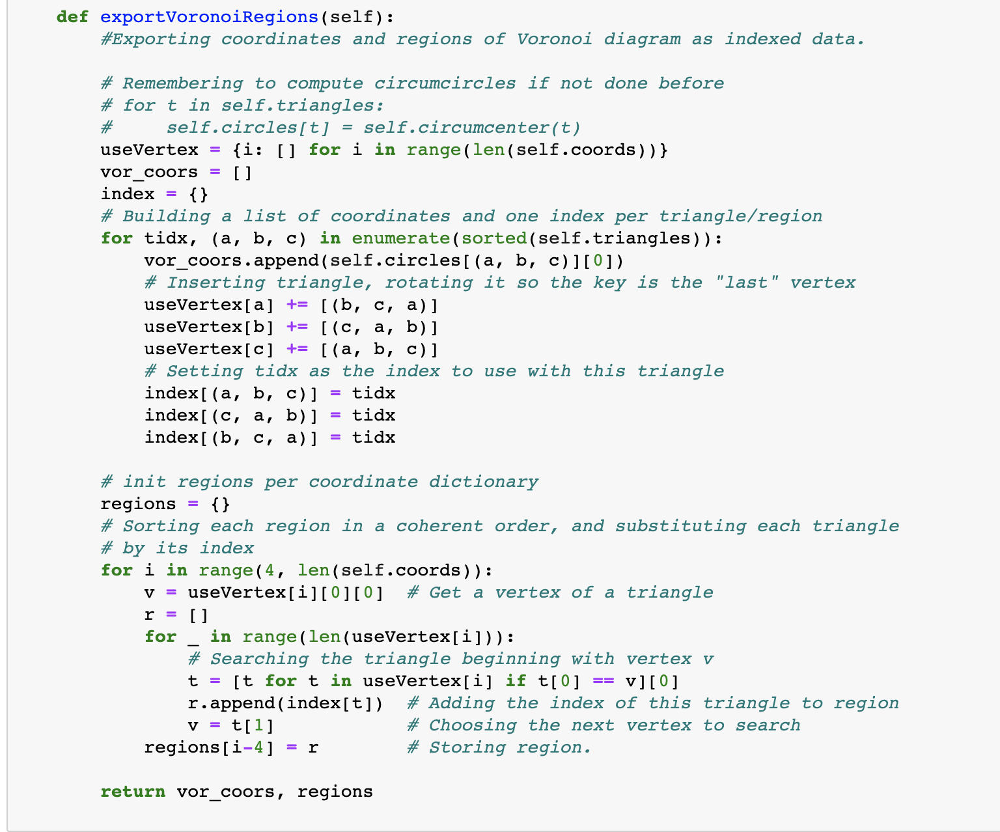 def exportVoronoiRegions(self):
#Exporting coordinates and regions of Voronoi diagram as indexed data.
# Remembering to compute circumcircles if not done before
# for t in self.triangles:
#     self.circles[t] = self.circumcenter(t)
useVertex = {i: [] for i in range(len(self.coords))}
vor_coors = []
index = {}
# Building a list of coordinates and one index per triangle/region
for tidx, (a, b, c) in enumerate(sorted(self.triangles)):
vor_coors.append(self.circles[(a, b, c)][0])
# Inserting triangle, rotating it so the key is the "last" vertex
useVertex[a] += [(b, c, a)]
useVertex[b] += [(c, a, b)]
useVertex[c] += [(a, b, c)]
# Setting tidx as the index to use with this triangle
index[(a, b, c)] = tidx
index[(c, a, b)] = tidx
index[(b, c, a)] = tidx
# init regions per coordinate dictionary
regions = {}
# Sorting each region in a coherent order, and substituting each triangle
# by its index
for i in range(4, len(self.coords)):
v = useVertex[i][0][0]  # Get a vertex of a triangle
r = []
for _ in range(len(useVertex[i])):
# Searching the triangle beginning with vertex v
t = [t for t in useVertex[i] if t[0] == v][0]
r.append(index[t])  # Adding the index of this triangle to region
v = t[1]            # Choosing the next vertex to search
regions[i-4] = r        # Storing region.
return vor_coors, regions